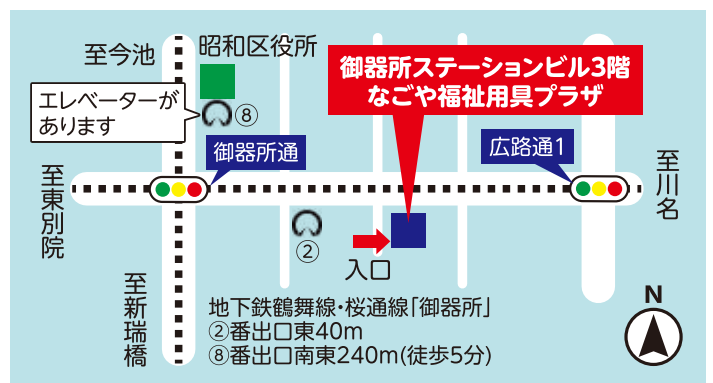 至今池
昭和区役所
御器所ステーションビル3階
なごや福祉用具プラザ
エレベーターが
あります
⑧
御器所通
広路通1
至東別院
至川名
②
入口
至新瑞橋
地下鉄鶴舞線・桜通線「御器所」
②番出口東40m
⑧番出口南東240m(徒歩5分)
N